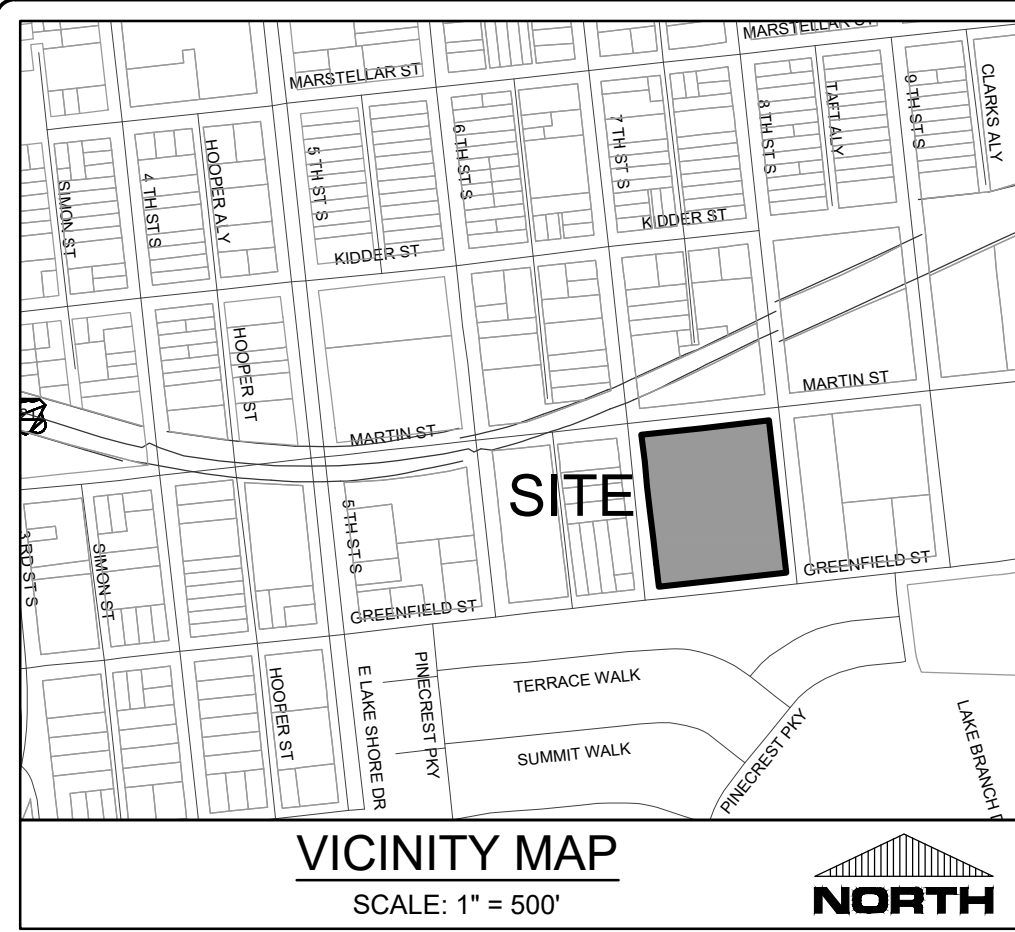 MARSTELLAR ST
MARSTELLAR ST
CLARKS ALY
9 TH ST S
TAFT ALY
8 TH ST S
7 TH ST S
6 TH ST S
5 TH ST S
HOOPER ALY
4 TH ST S
SIMON ST
KIDDER ST
KIDDER ST
HOOPER ST
MARTIN ST
MARTIN ST
SITE
5 TH ST S
3 RD ST S
SIMON ST
GREENFIELD ST
GREENFIELD ST
HOOPER ST
E LAKE SHORE DR
PINECREST PKY
TERRACE WALK
SUMMIT WALK
PINECREST PKY
LAKE BRANCH
VICINITY MAP
SCALE: 1" = 500'
NORTH